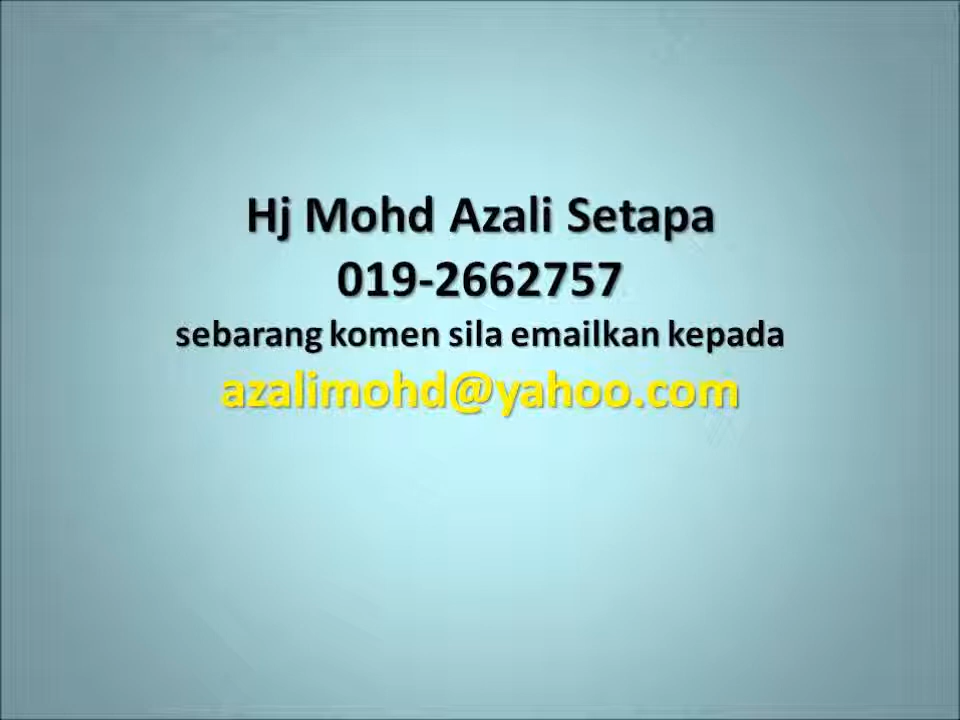 Hj Mohd Azali Setapa
019-2662757
sebarang komen sila emailkan kepada
azalimohd@yahoo.com